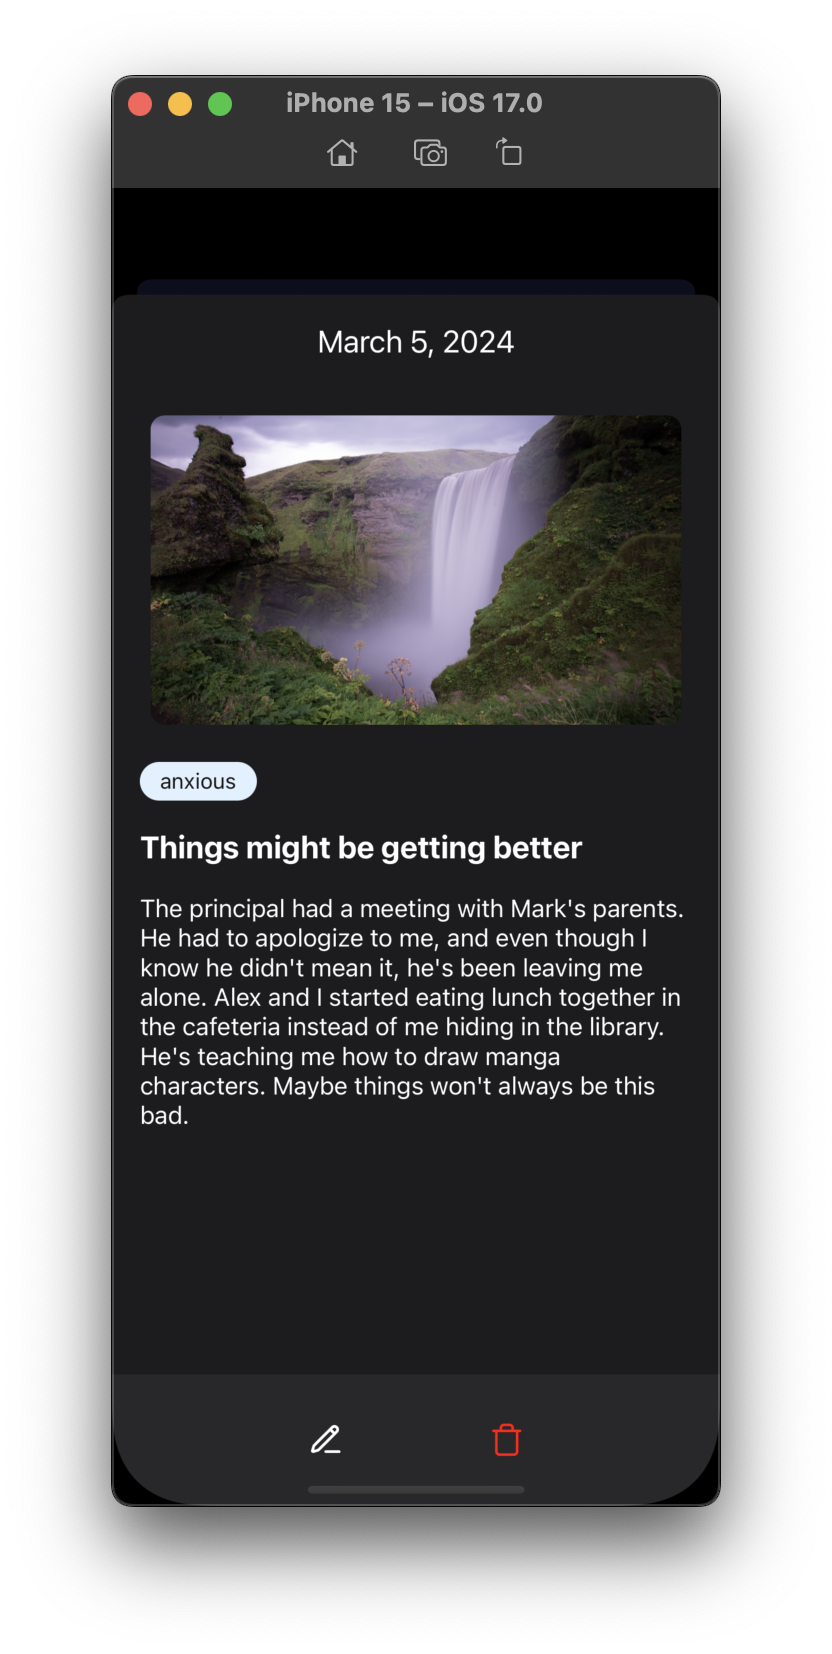 iPhone 15 – iOS 17.0
March 5, 2024
anxious
Things might be getting better
The principal had a meeting with Mark's parents.
He had to apologize to me, and even though I
know he didn't mean it, he's been leaving me
alone. Alex and I started eating lunch together in
the cafeteria instead of me hiding in the library.
He's teaching me how to draw manga
characters. Maybe things won't always be this
bad.